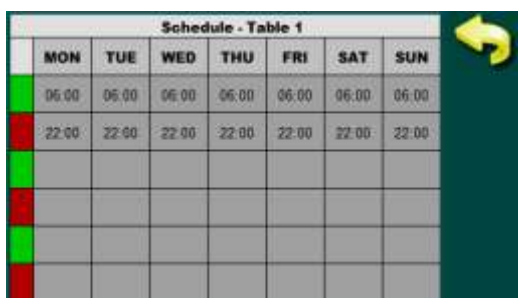 Schedule - Table 1
MON TUE WED THU FRI SAT SUN
06:00 06:00 06:00 06:00 06:00 06:00 06:00
22:00 22:00 22:00 22:00 22:00 22:00 22:00